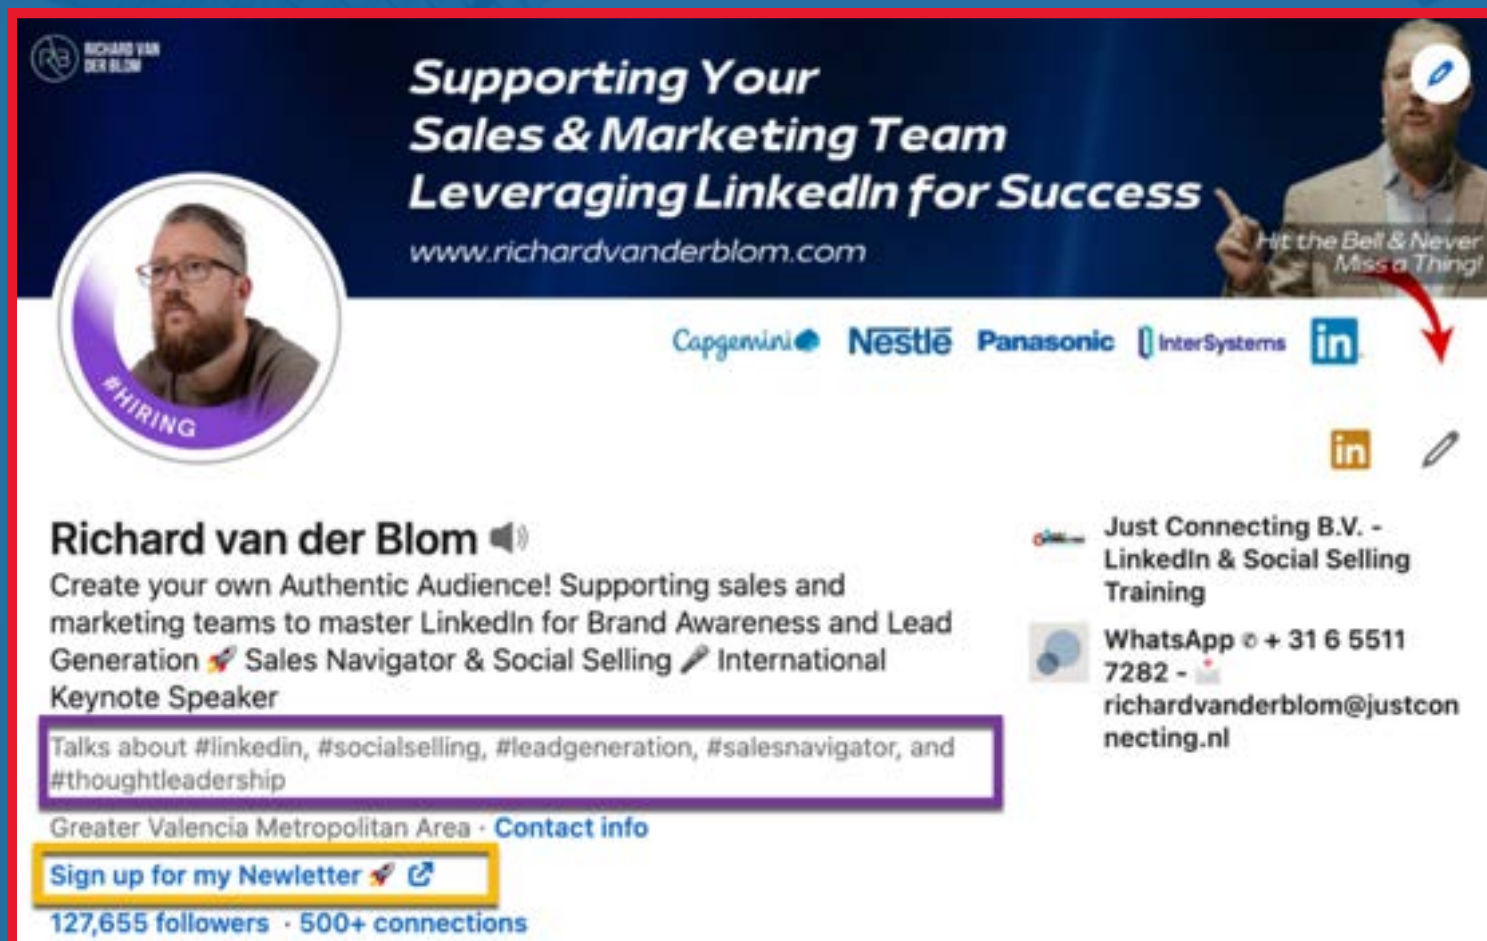 RICHARD VAN
DER BLOM
Supporting Your
Sales & Marketing Team
Leveraging LinkedIn for Success
www.richardvanderblom.com
Hit the Bell & Never
Miss a Thing!
#HIRING
Capgemini Nestlé Panasonic InterSystems in
in
Richard van der Blom
Create your own Authentic Audience! Supporting sales and
marketing teams to master LinkedIn for Brand Awareness and Lead
Generation 🚀 Sales Navigator & Social Selling 🎤 International
Keynote Speaker
Talks about #linkedin, #socialselling, #leadgeneration, #salesnavigator, and
#thoughtleadership
Greater Valencia Metropolitan Area · Contact info
Sign up for my Newletter 🚀
127,655 followers · 500+ connections
Just Connecting B.V. -
LinkedIn & Social Selling
Training
WhatsApp ✆ + 31 6 5511
7282 - 📩
richardvanderblom@justcon
necting.nl